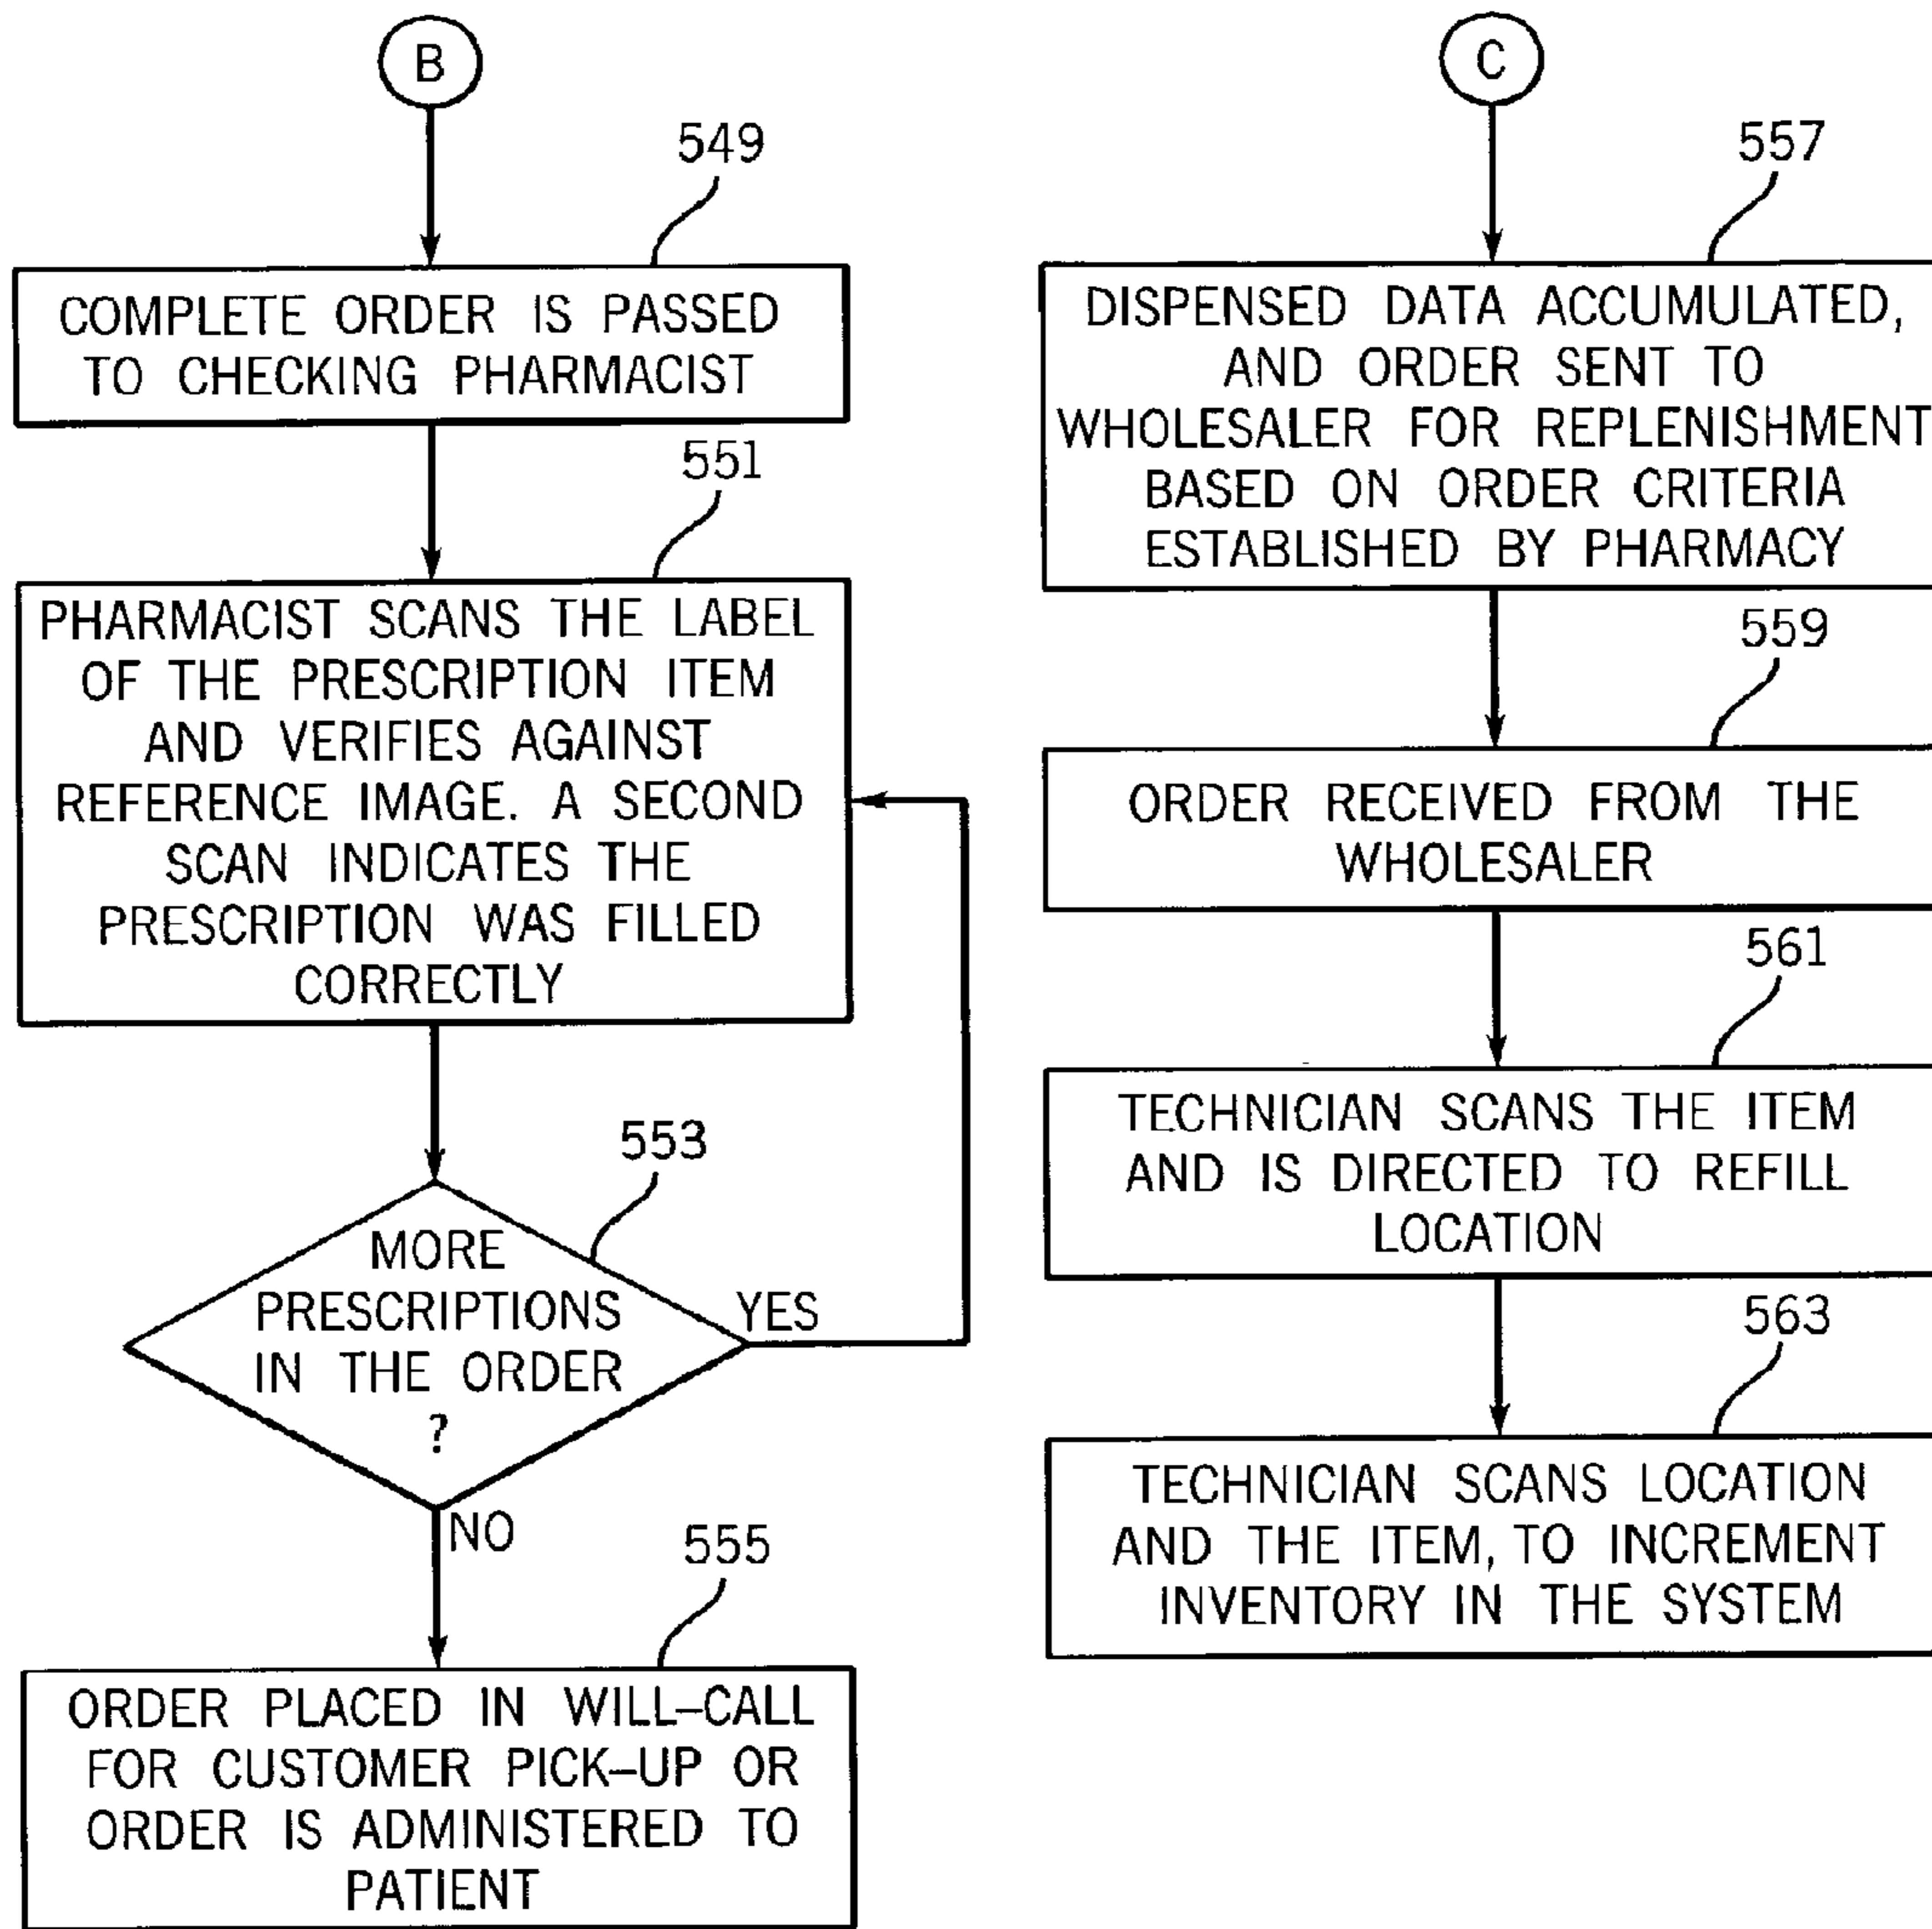 B
549
COMPLETE ORDER IS PASSED
TO CHECKING PHARMACIST
551
PHARMACIST SCANS THE LABEL
OF THE PRESCRIPTION ITEM
AND VERIFIES AGAINST
REFERENCE IMAGE. A SECOND
SCAN INDICATES THE
PRESCRIPTION WAS FILLED
CORRECTLY
553
MORE
PRESCRIPTIONS
IN THE ORDER
?
YES
NO
555
ORDER PLACED IN WILL-CALL
FOR CUSTOMER PICK-UP OR
ORDER IS ADMINISTERED TO
PATIENT
C
557
DISPENSED DATA ACCUMULATED,
AND ORDER SENT TO
WHOLESALER FOR REPLENISHMENT
BASED ON ORDER CRITERIA
ESTABLISHED BY PHARMACY
559
ORDER RECEIVED FROM THE
WHOLESALER
561
TECHNICIAN SCANS THE ITEM
AND IS DIRECTED TO REFILL
LOCATION
563
TECHNICIAN SCANS LOCATION
AND THE ITEM, TO INCREMENT
INVENTORY IN THE SYSTEM